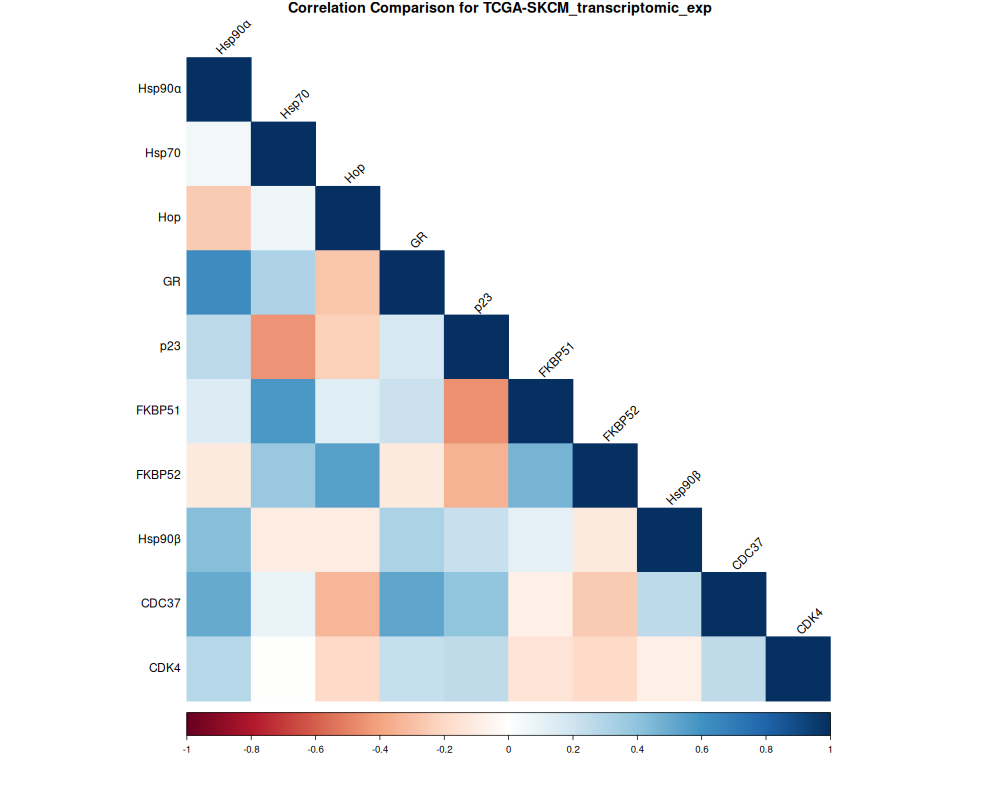 Correlation Comparison for TCGA-SKCM_transcriptomic_exp
Hsp90α
Hsp90α
Hsp70
Hsp70
Hop
Hop
GR
GR
p23
p23
FKBP51
FKBP51
FKBP52
FKBP52
Hsp90β
Hsp90β
CDC37
CDC37
CDK4
CDK4
-1 -0.8 -0.6 -0.4 -0.2 0 0.2 0.4 0.6 0.8 1